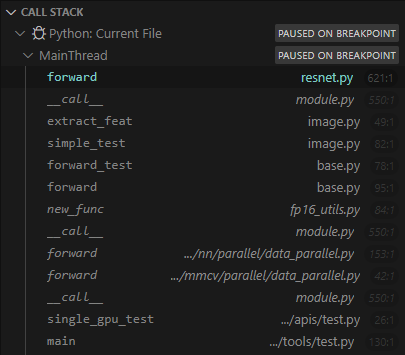 CALL STACK
Python: Current File PAUSED ON BREAKPOINT
MainThread PAUSED ON BREAKPOINT
forward resnet.py 621:1
__call__ module.py 550:1
extract_feat image.py 49:1
simple_test image.py 82:1
forward_test base.py 78:1
forward base.py 95:1
new_func fp16_utils.py 84:1
__call__ module.py 550:1
forward .../nn/parallel/data_parallel.py 153:1
forward .../mmcv/parallel/data_parallel.py 42:1
__call__ module.py 550:1
single_gpu_test .../apis/test.py 26:1
main .../tools/test.py 130:1